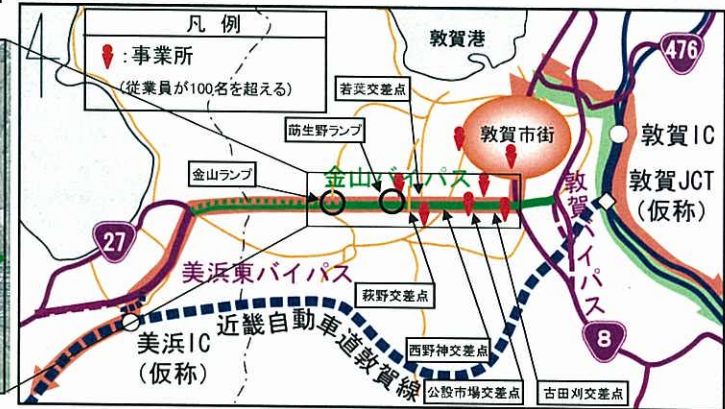 凡例
：事業所
(従業員が100名を超える)
敦賀港
476
若葉交差点
萌生野ランプ
敦賀市街
敦賀IC
金山ランプ
金山バイパス
敦賀JCT
(仮称)
27
美浜東バイパス
敦賀バイパス
萩野交差点
美浜IC
(仮称)
近畿自動車道敦賀線
西野神交差点
8
公設市場交差点
古田刈交差点